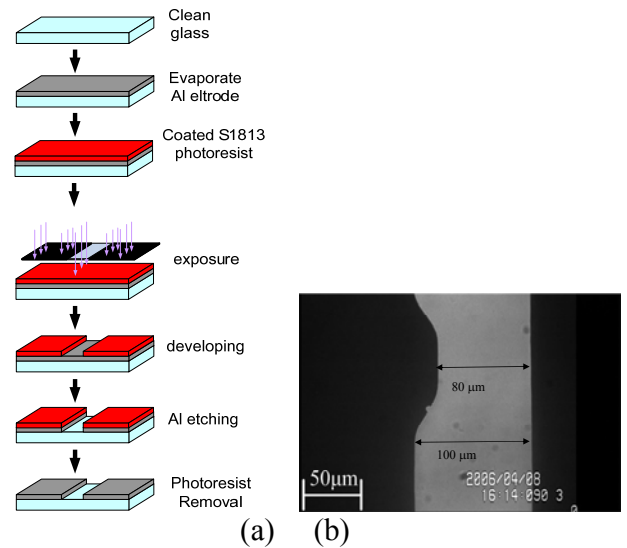 Clean
glass
Evaporate
Al eltrode
Coated S1813
photoresist
exposure
developing
Al etching
Photoresist
Removal
(a)
80 μm
100 μm
50μm
2006/04/08
16:14:090 3
0
(b)